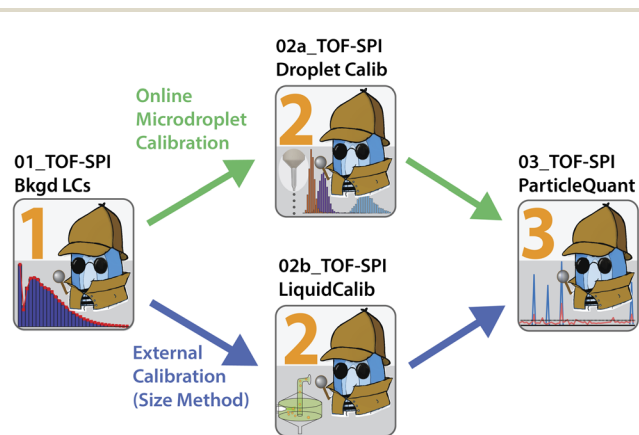 02a_TOF-SPI
Droplet Calib
2
Online
Microdroplet
Calibration
01_TOF-SPI
Bkgd LCs
1
03_TOF-SPI
ParticleQuant
3
02b_TOF-SPI
LiquidCalib
2
External
Calibration
(Size Method)